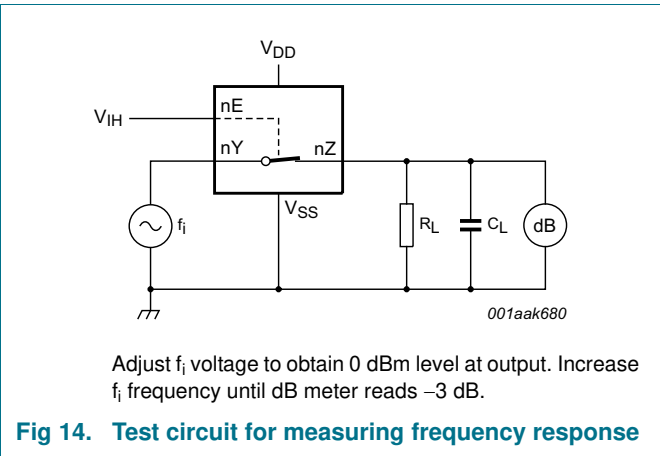 VDD
nE
VIH
nY
nZ
VSS
fi
RL
CL
dB
001aak680
Adjust fi voltage to obtain 0 dBm level at output. Increase
fi frequency until dB meter reads −3 dB.
Fig 14. Test circuit for measuring frequency response